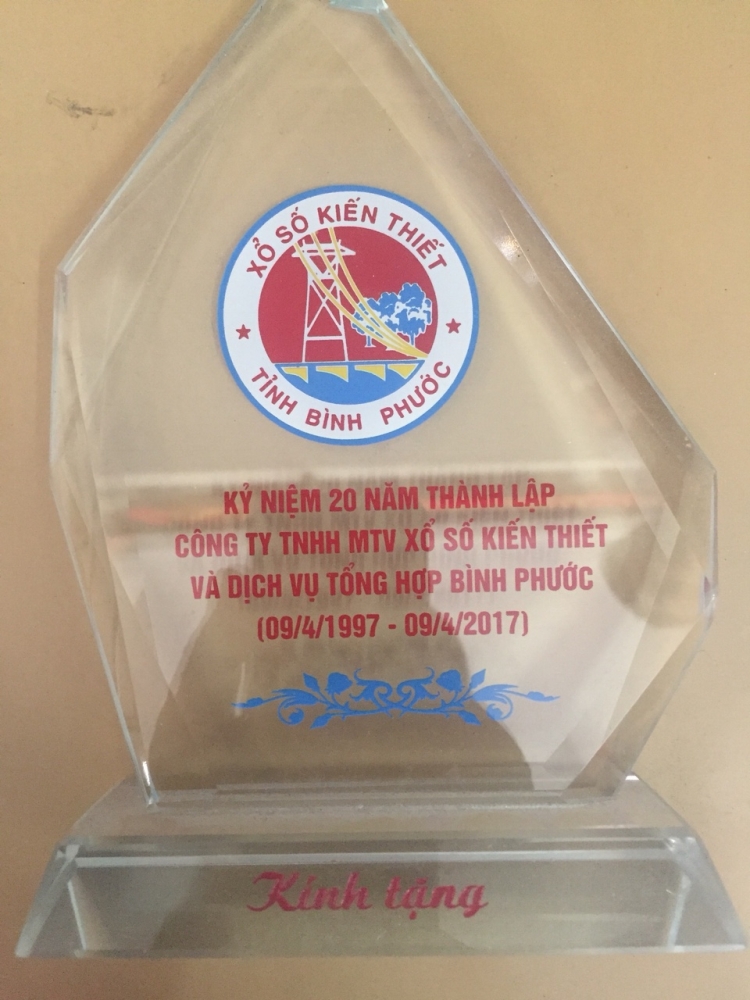 XỔ SỐ KIẾN THIẾT
TỈNH BÌNH PHƯỚC
KỶ NIỆM 20 NĂM THÀNH LẬP
CÔNG TY TNHH MTV XỔ SỐ KIẾN THIẾT
VÀ DỊCH VỤ TỔNG HỢP BÌNH PHƯỚC
(09/4/1997 - 09/4/2017)
Kính tặng